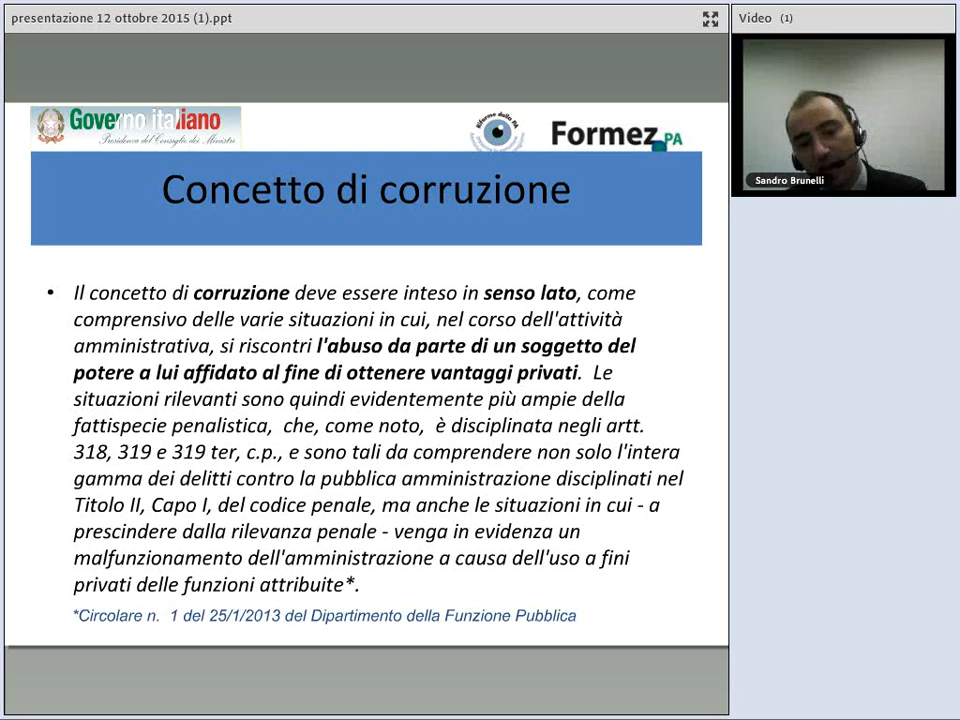 presentazione 12 ottobre 2015 (1).ppt
Video (1)
Governo italiano
Presidenza del Consiglio dei Ministri
Riforme della PA
Formez PA
Sandro Brunelli
Concetto di corruzione
• Il concetto di corruzione deve essere inteso in senso lato, come
comprensivo delle varie situazioni in cui, nel corso dell'attività
amministrativa, si riscontri l'abuso da parte di un soggetto del
potere a lui affidato al fine di ottenere vantaggi privati. Le
situazioni rilevanti sono quindi evidentemente più ampie della
fattispecie penalistica, che, come noto, è disciplinata negli artt.
318, 319 e 319 ter, c.p., e sono tali da comprendere non solo l'intera
gamma dei delitti contro la pubblica amministrazione disciplinati nel
Titolo II, Capo I, del codice penale, ma anche le situazioni in cui - a
prescindere dalla rilevanza penale - venga in evidenza un
malfunzionamento dell'amministrazione a causa dell'uso a fini
privati delle funzioni attribuite*.
*Circolare n. 1 del 25/1/2013 del Dipartimento della Funzione Pubblica